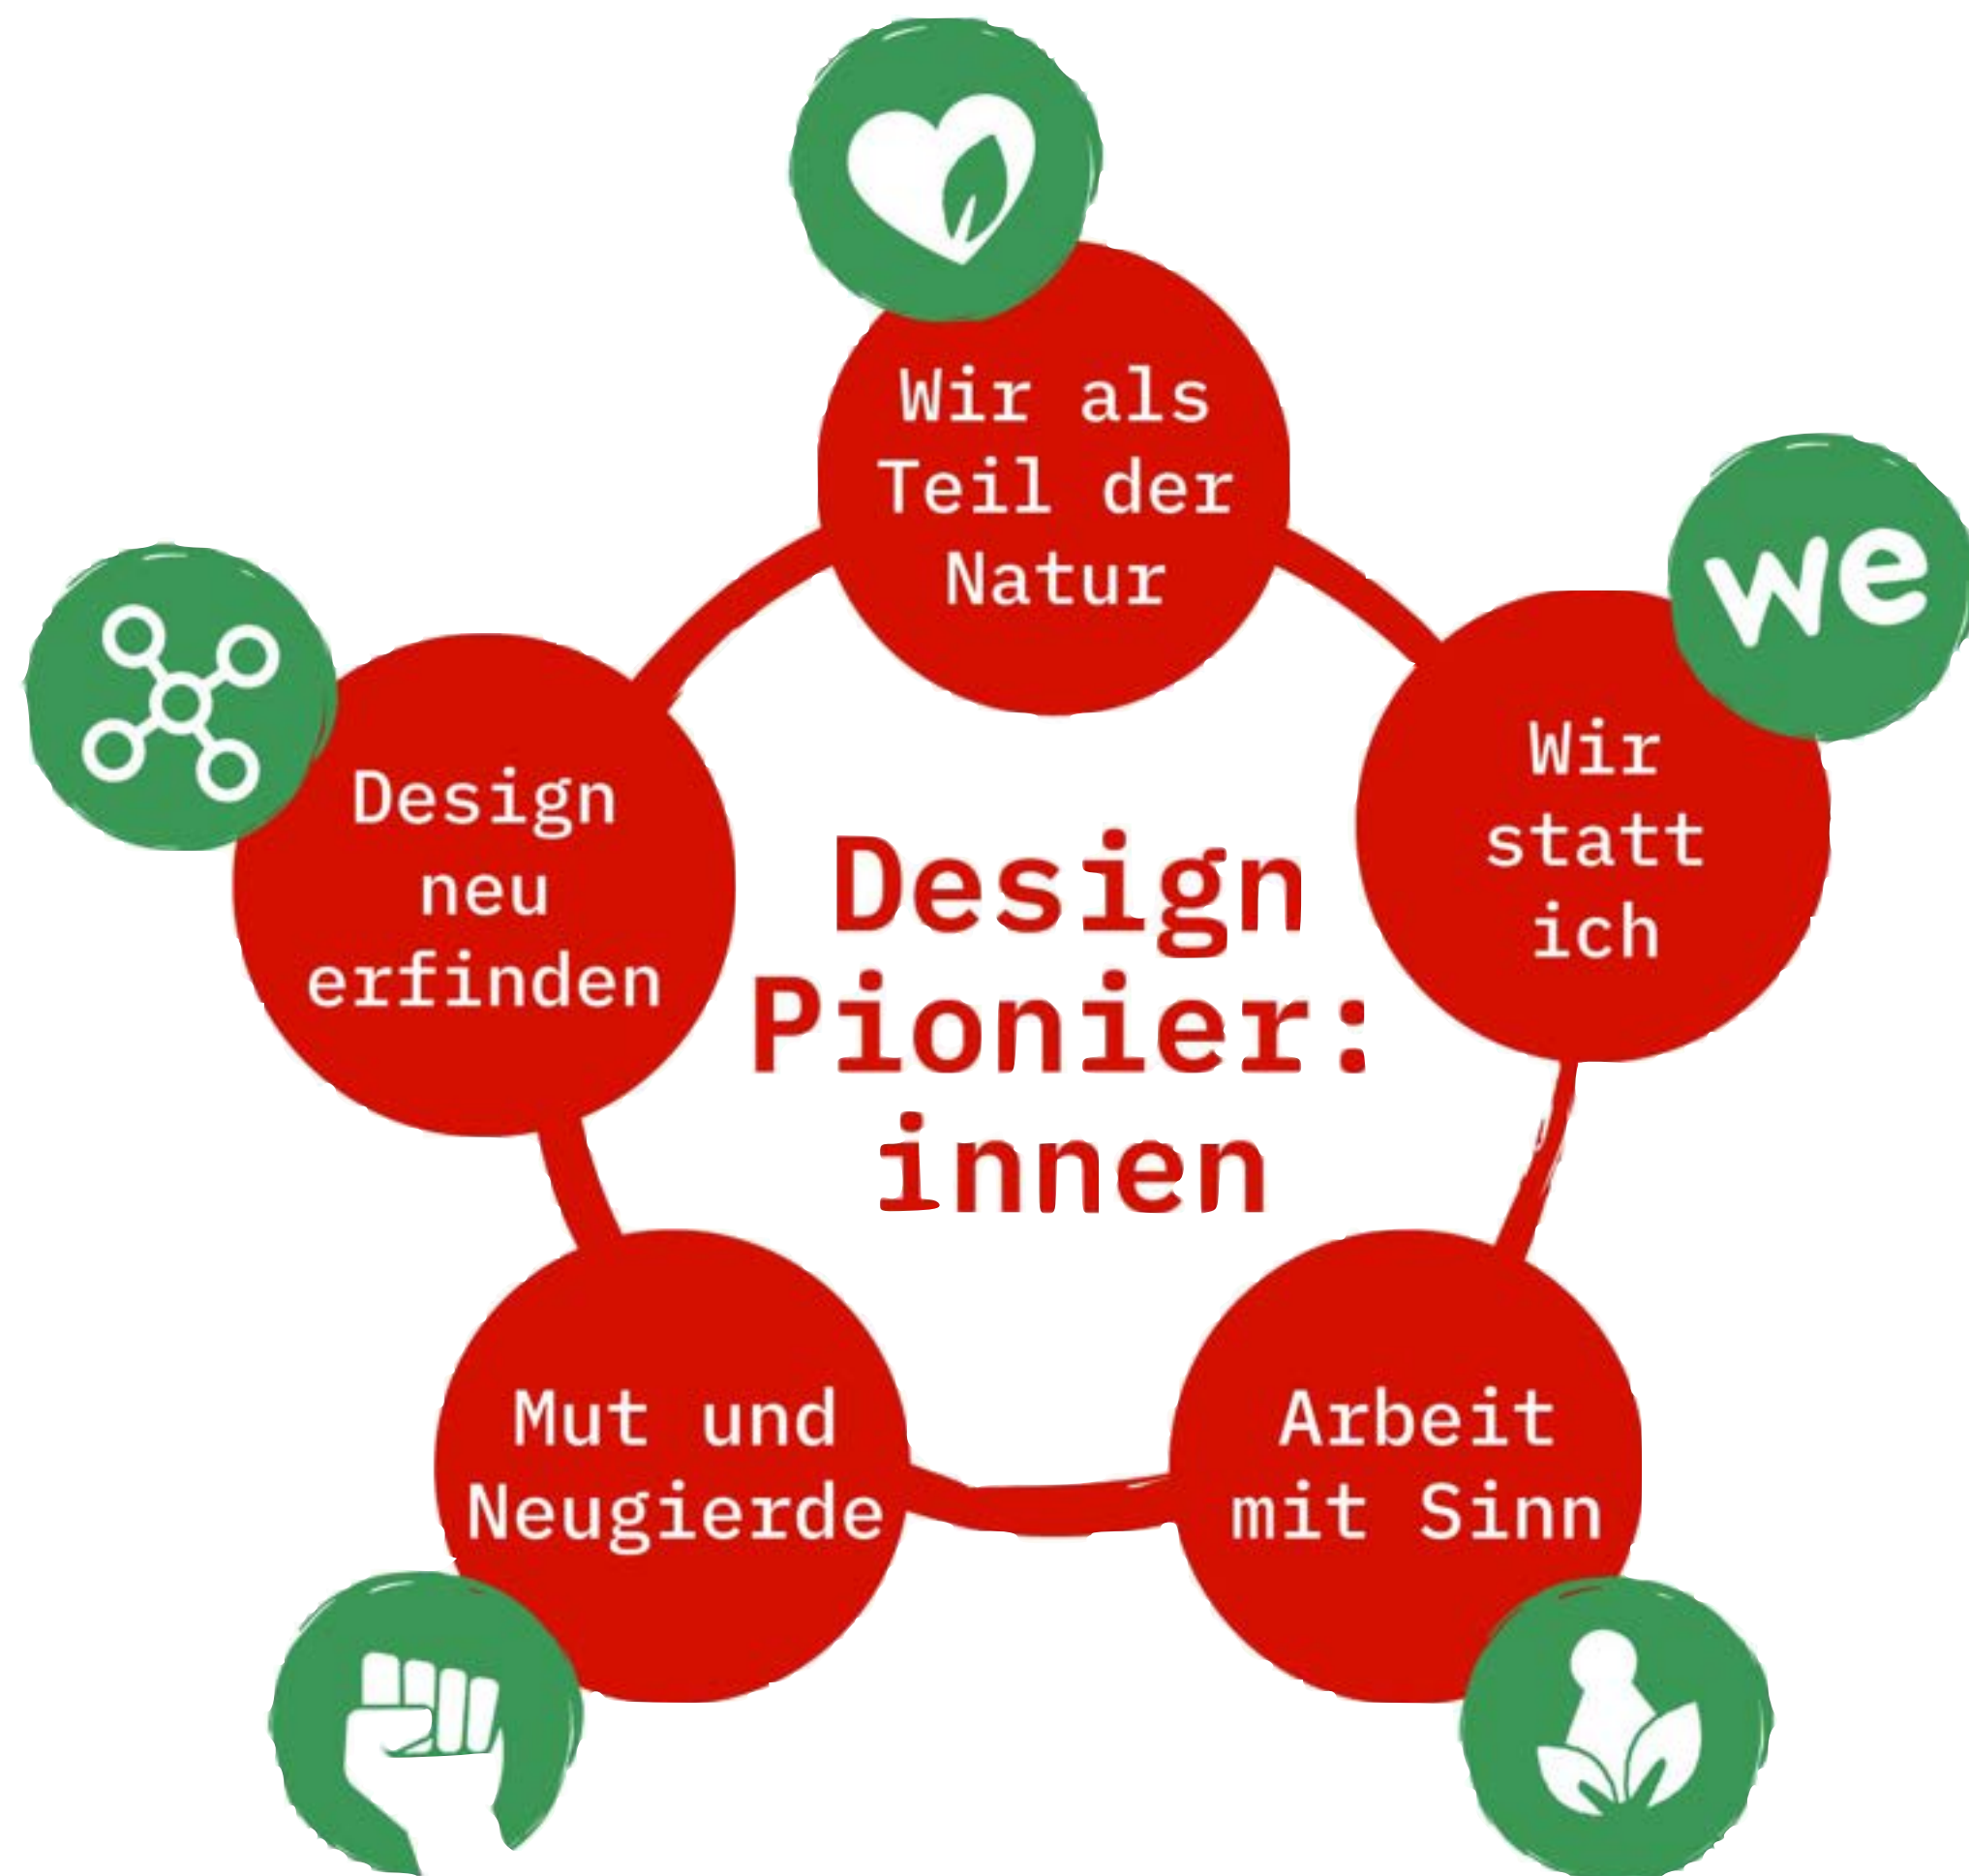 Wir als
Teil der
Natur
we
Wir
statt
ich
Design
neu
erfinden
Design
Pionier:
innen
Mut und
Neugierde
Arbeit
mit Sinn